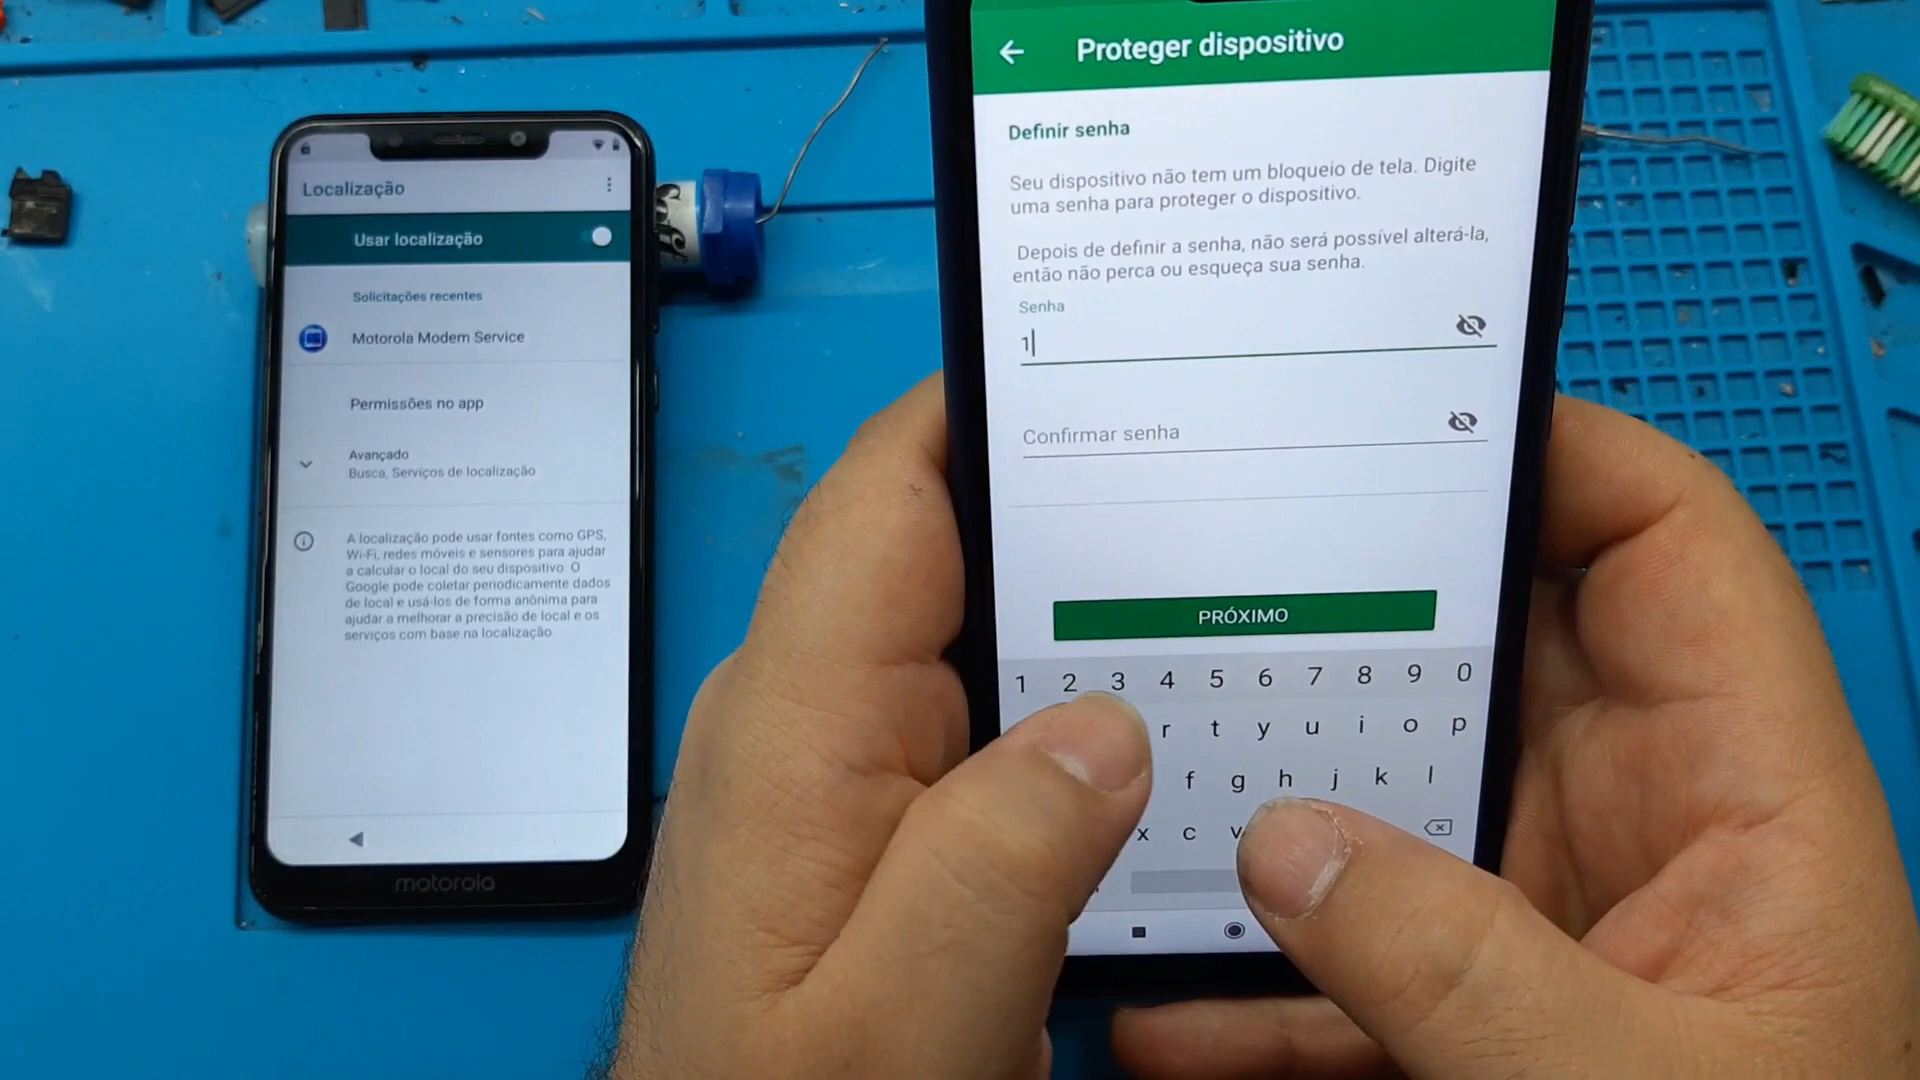 Localização
Usar localização
Solicitações recentes
Motorola Modem Service
Permissões no app
Avançado
Busca, Serviços de localização
A localização pode usar fontes como GPS,
Wi-Fi, redes móveis e sensores para ajudar
a calcular o local do seu dispositivo. O
Google pode coletar periodicamente dados
de local e usá-los de forma anônima para
ajudar a melhorar a precisão de local e os
serviços com base na localização.
motorola
Proteger dispositivo
Definir senha
Seu dispositivo não tem um bloqueio de tela. Digite
uma senha para proteger o dispositivo.
Depois de definir a senha, não será possível alterá-la,
então não perca ou esqueça sua senha.
Senha
1
Confirmar senha
PRÓXIMO
1 2 3 4 5 6 7 8 9 0
r t y u i o p
f g h j k l
x c v